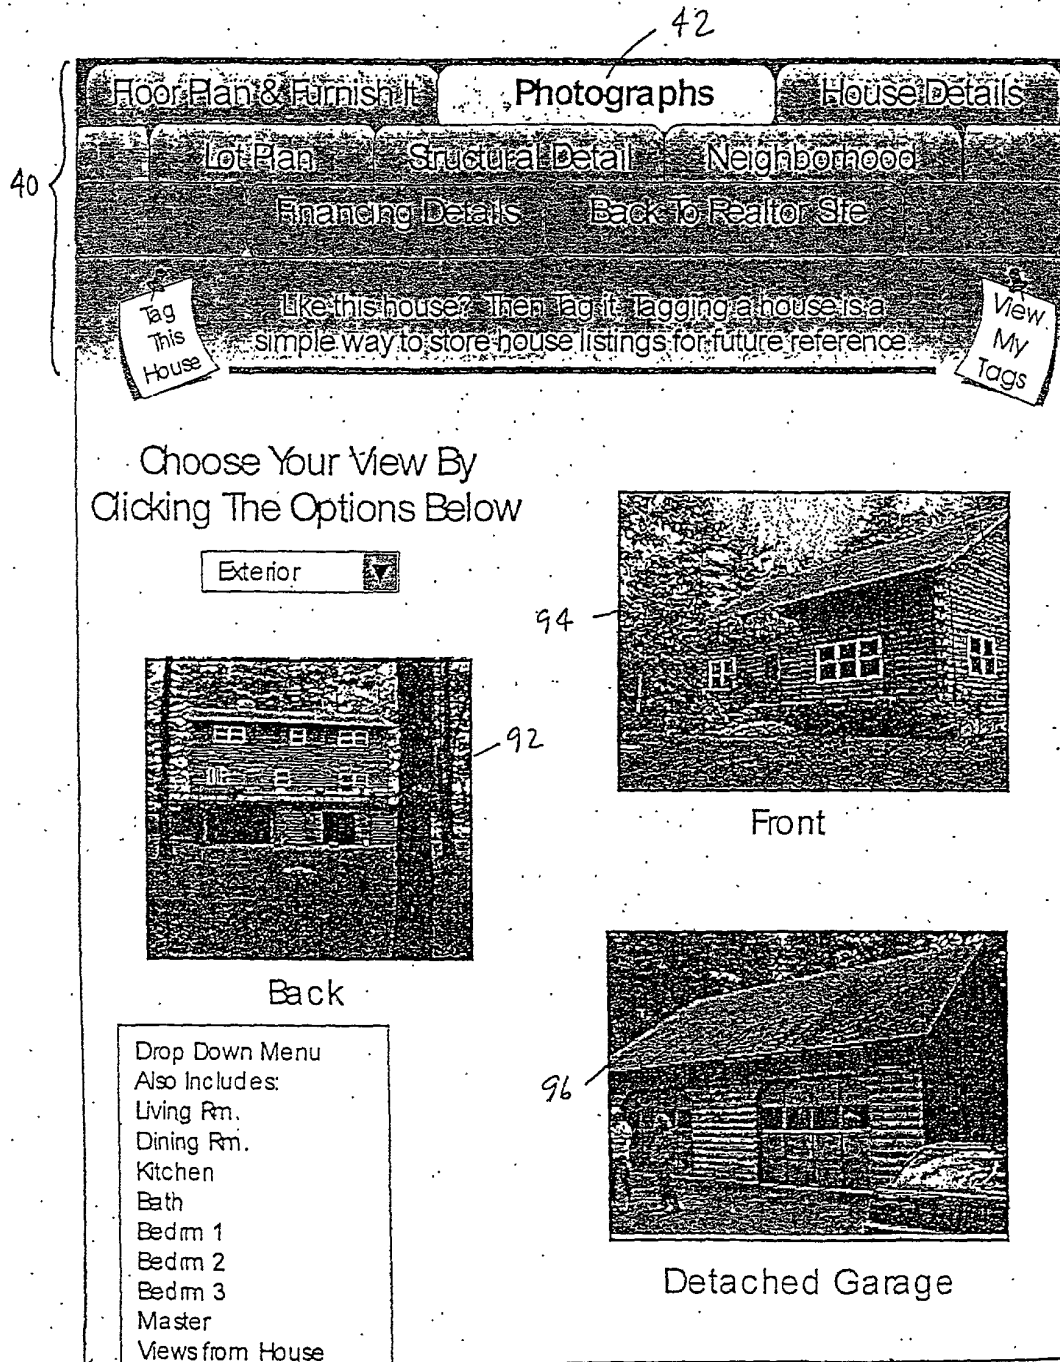 42
Floor Plan & Furnish It
Photographs
House Details
Lot Plan
Structural Detail
Neighborhood
40
Financing Details
Back To Realtor Site
Tag
This
House
Like this house? Then Tag it. Tagging a house is a
simple way to store house listings for future reference
View
My
Tags
Choose Your View By
Clicking The Options Below
Exterior
94
92
Front
Back
96
Detached Garage
Drop Down Menu
Also Includes:
Living Rm.
Dining Rm.
Kitchen
Bath
Bedrm 1
Bedrm 2
Bedrm 3
Master
Views from House